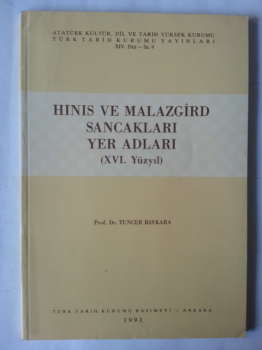 ATATÜRK KÜLTÜR, DİL VE TARİH YÜKSEK KURUMU
TÜRK TARİH KURUMU YAYINLARI
XIV. Dizi – Sa. 9
HINIS VE MALAZGİRD
SANCAKLARI
YER ADLARI
(XVI. Yüzyıl)
Prof. Dr. TUNCER BAYKARA
TÜRK TARİH KURUMU BASIMEVİ – ANKARA
1991